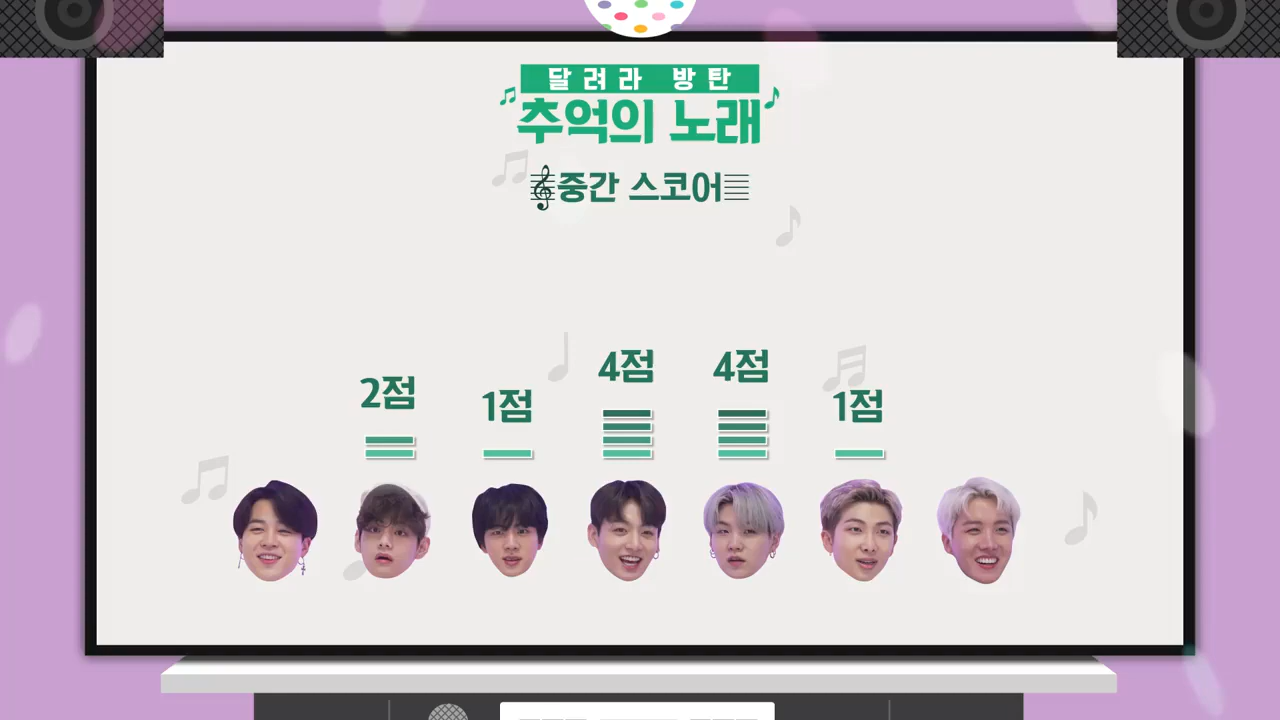 달려라 방탄
추억의 노래
중간 스코어
2점
1점
4점
4점
1점